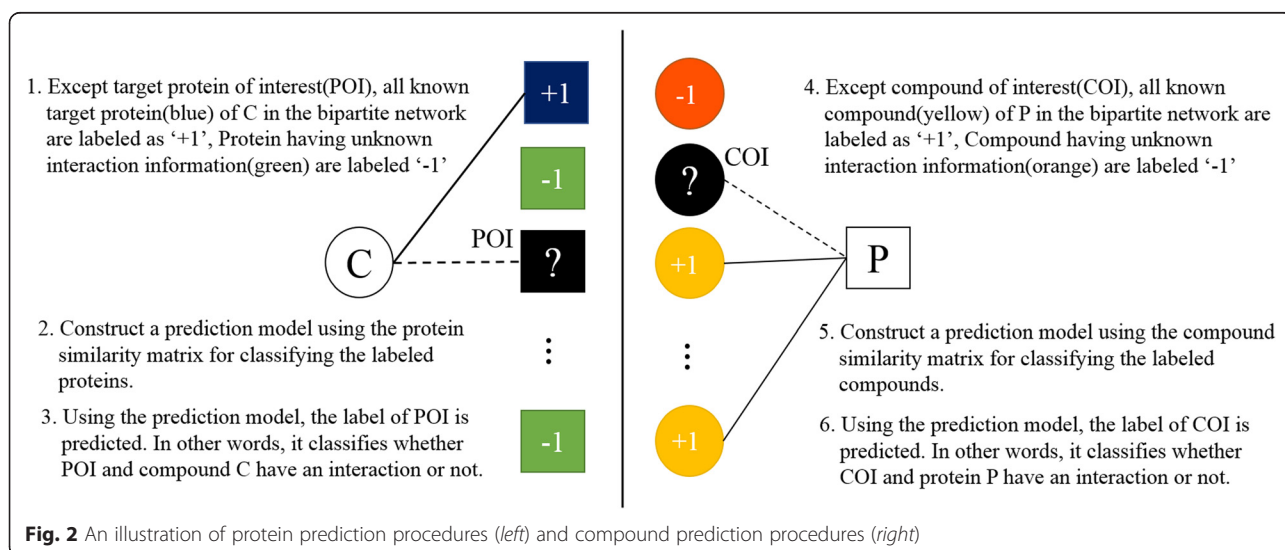 1. Except target protein of interest(POI), all known
target protein(blue) of C in the bipartite network
are labeled as ‘+1’, Protein having unknown
interaction information(green) are labeled ‘-1’
+1
-1
POI
C
?
2. Construct a prediction model using the protein
similarity matrix for classifying the labeled
proteins.
⋮
3. Using the prediction model, the label of POI is
predicted. In other words, it classifies whether
POI and compound C have an interaction or not.
-1
-1
4. Except compound of interest(COI), all known
compound(yellow) of P in the bipartite network are
labeled as ‘+1’, Compound having unknown
interaction information(orange) are labeled ‘-1’
COI
?
+1
P
⋮
5. Construct a prediction model using the compound
similarity matrix for classifying the labeled
compounds.
+1
6. Using the prediction model, the label of COI is
predicted. In other words, it classifies whether
COI and protein P have an interaction or not.
Fig. 2 An illustration of protein prediction procedures (left) and compound prediction procedures (right)